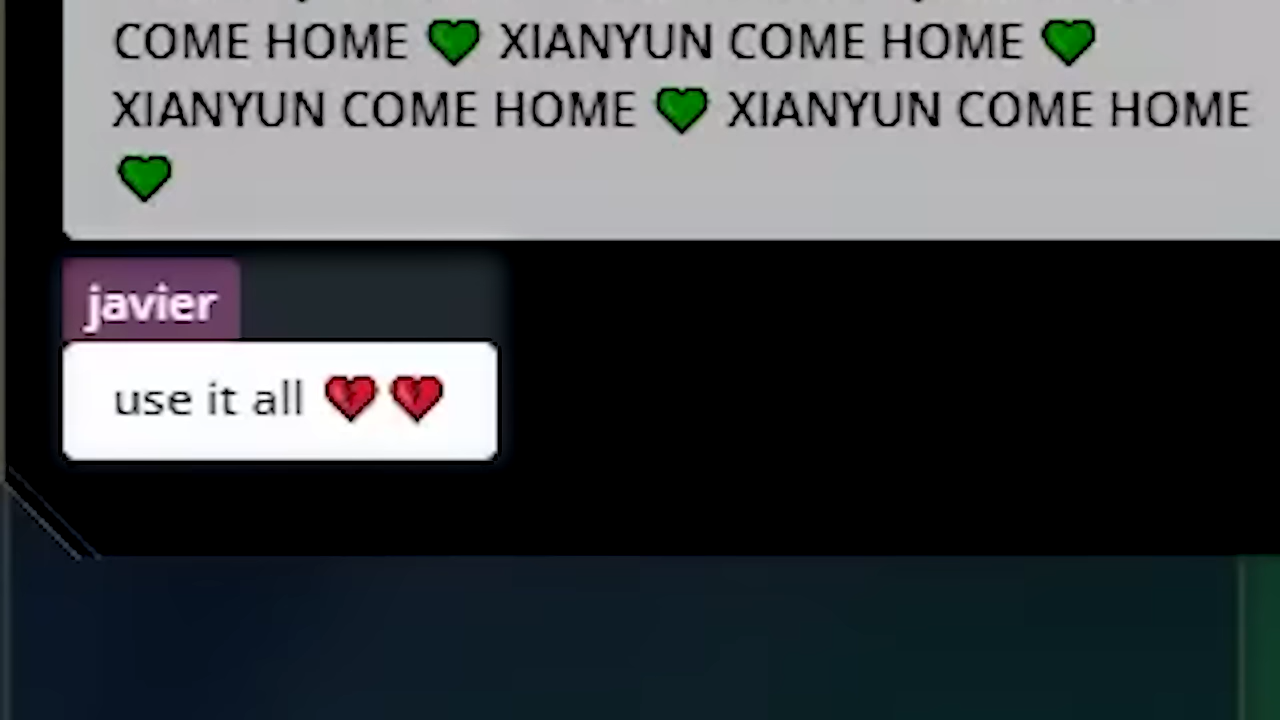 COME HOME 💚 XIANYUN COME HOME 💚
XIANYUN COME HOME 💚 XIANYUN COME HOME
💚
javier
use it all 💔💔